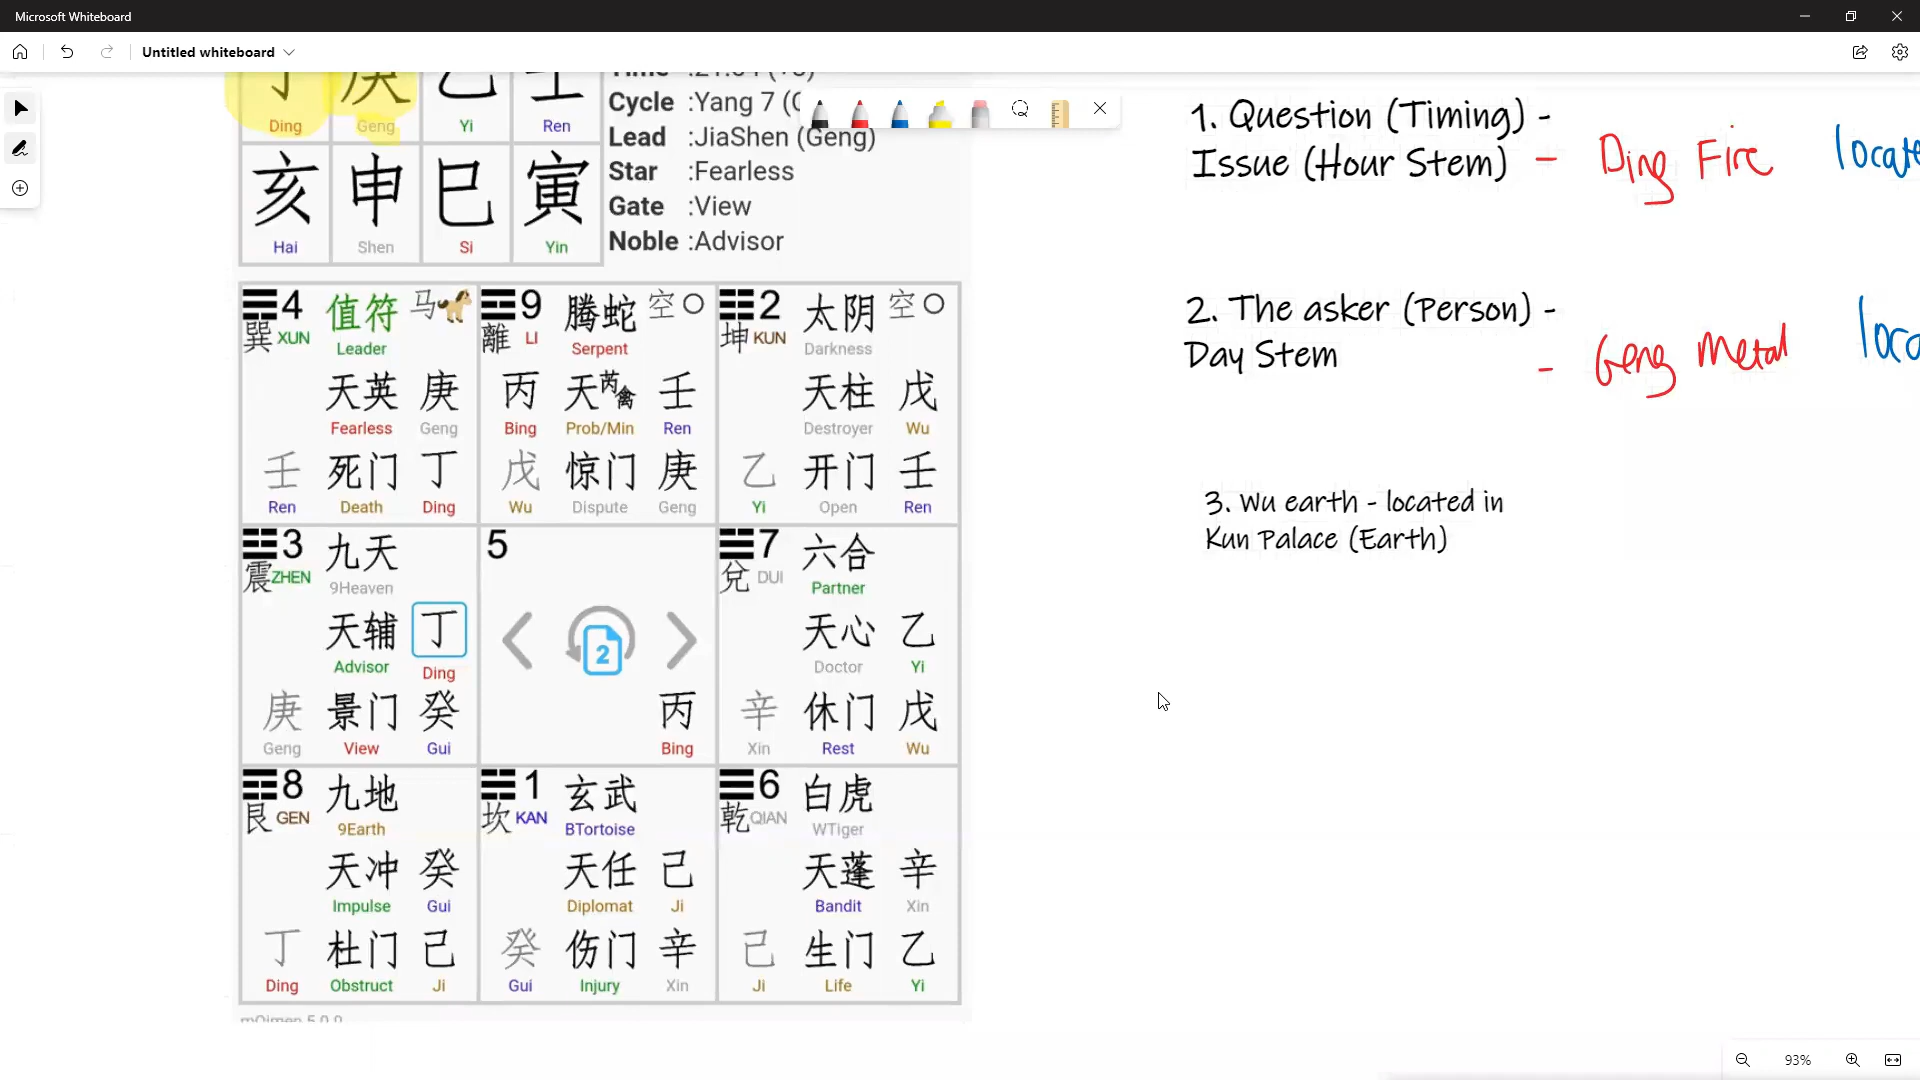 Microsoft Whiteboard
Untitled whiteboard
丁 庚 乙 壬
Ding Geng Yi Ren
Cycle :Yang 7
Lead :JiaShen (Geng)
Star :Fearless
Gate :View
Noble :Advisor
亥 申 巳 寅
Hai Shen Si Yin
4 值符 马
巽 XUN
Leader
天英 庚
Fearless Geng
壬 死门 丁
Ren Death Ding
9 腾蛇 空
離 LI
Serpent
丙 天芮禽 壬
Bing Prob/Min Ren
戊 惊门 庚
Wu Dispute Geng
2 太阴 空
坤 KUN
Darkness
天柱 戊
Destroyer Wu
乙 开门 壬
Yi Open Ren
3 九天
震 ZHEN
9Heaven
天辅 丁
Advisor Ding
庚 景门 癸
Geng View Gui
5
2
丙
Bing
7 六合
兌 DUI
Partner
天心 乙
Doctor Yi
辛 休门 戊
Xin Rest Wu
8 九地
艮 GEN
9Earth
天冲 癸
Impulse Gui
丁 杜门 己
Ding Obstruct Ji
1 玄武
坎 KAN
BTortoise
天任 己
Diplomat Ji
癸 伤门 辛
Gui Injury Xin
6 白虎
乾 QIAN
WTiger
天蓬 辛
Bandit Xin
己 生门 乙
Ji Life Yi
1. Question (Timing) -
Issue (Hour Stem) - Ding Fire locate
2. The asker (Person) -
Day Stem - Geng Metal loca
3. Wu earth - located in
Kun Palace (Earth)
93%